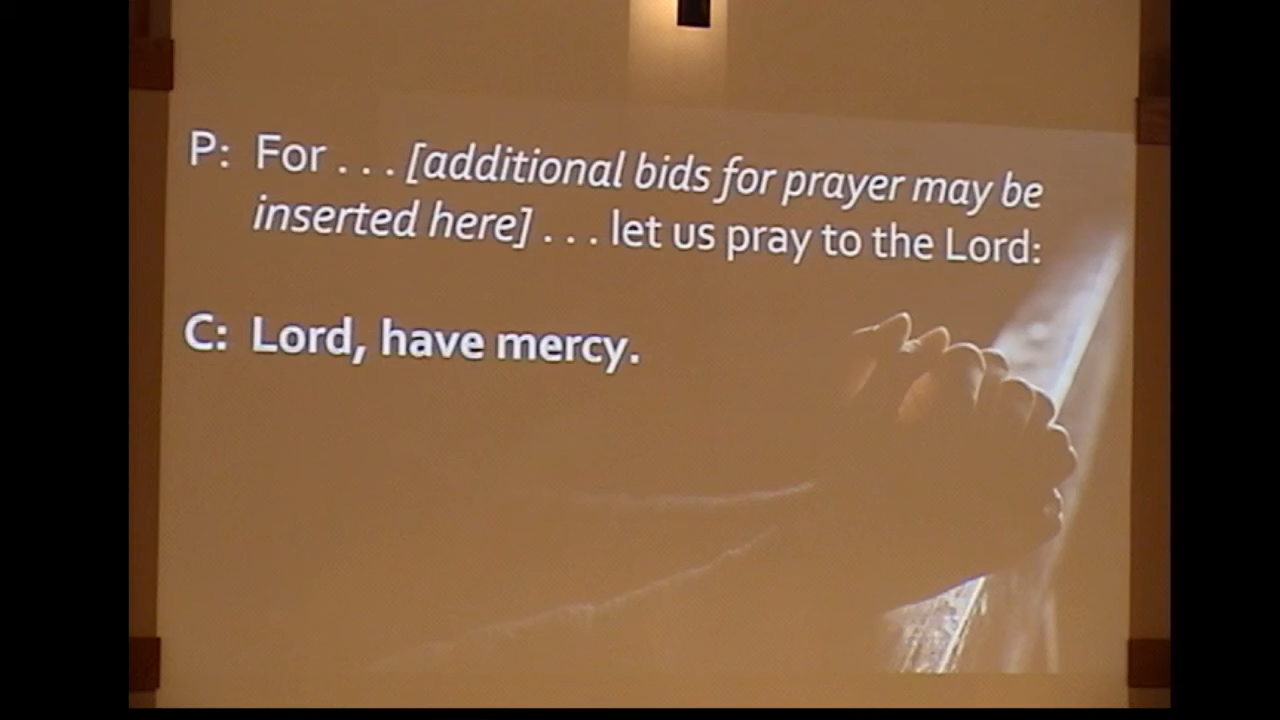 P: For . . . [additional bids for prayer may be
inserted here] . . . let us pray to the Lord:
C: Lord, have mercy.